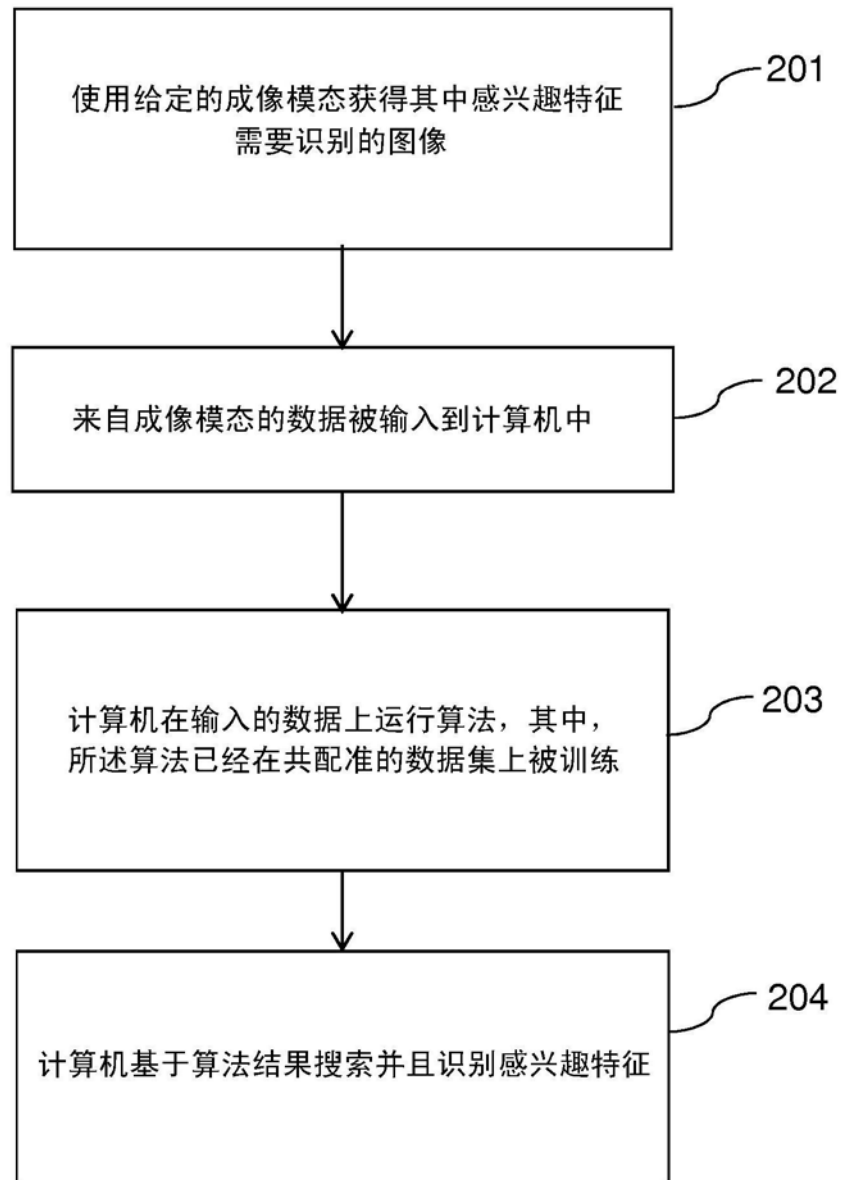 使用给定的成像模态获得其中感兴趣特征
需要识别的图像
201
来自成像模态的数据被输入到计算机中
202
计算机在输入的数据上运行算法，其中，
所述算法已经在共配准的数据集上被训练
203
计算机基于算法结果搜索并且识别感兴趣特征
204